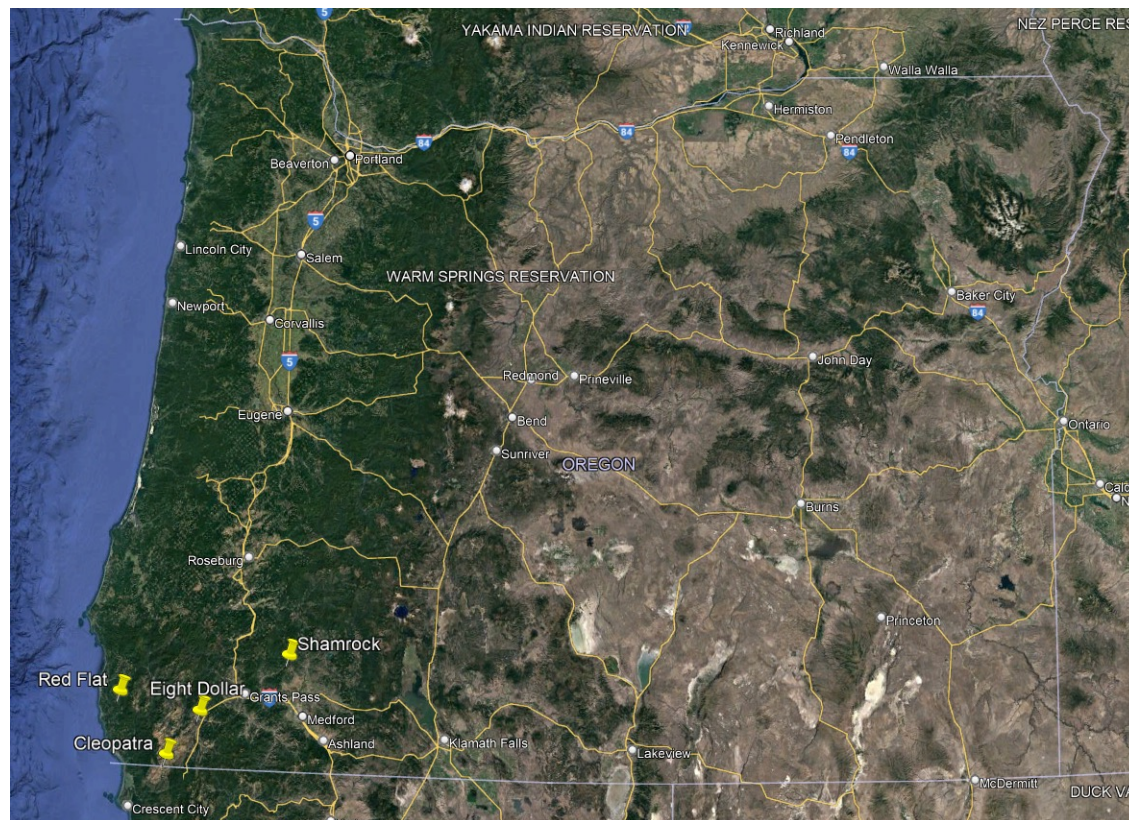 5
YAKAMA INDIAN RESERVATION
Richland
NEZ PERCE RES
Kennewick
Walla Walla
Hermiston
84
84
Pendleton
84
Beaverton
Portland
5
Lincoln City
Salem
WARM SPRINGS RESERVATION
Newport
Baker City
84
Corvallis
5
John Day
Redmond
Prineville
Eugene
Bend
Ontario
Sunriver
OREGON
Cald
N
Burns
Roseburg
Princeton
Shamrock
Red Flat
Eight Dollar
Grants Pass
Medford
Cleopatra
Ashland
Klamath Falls
Lakeview
McDermitt
DUCK VA
Crescent City